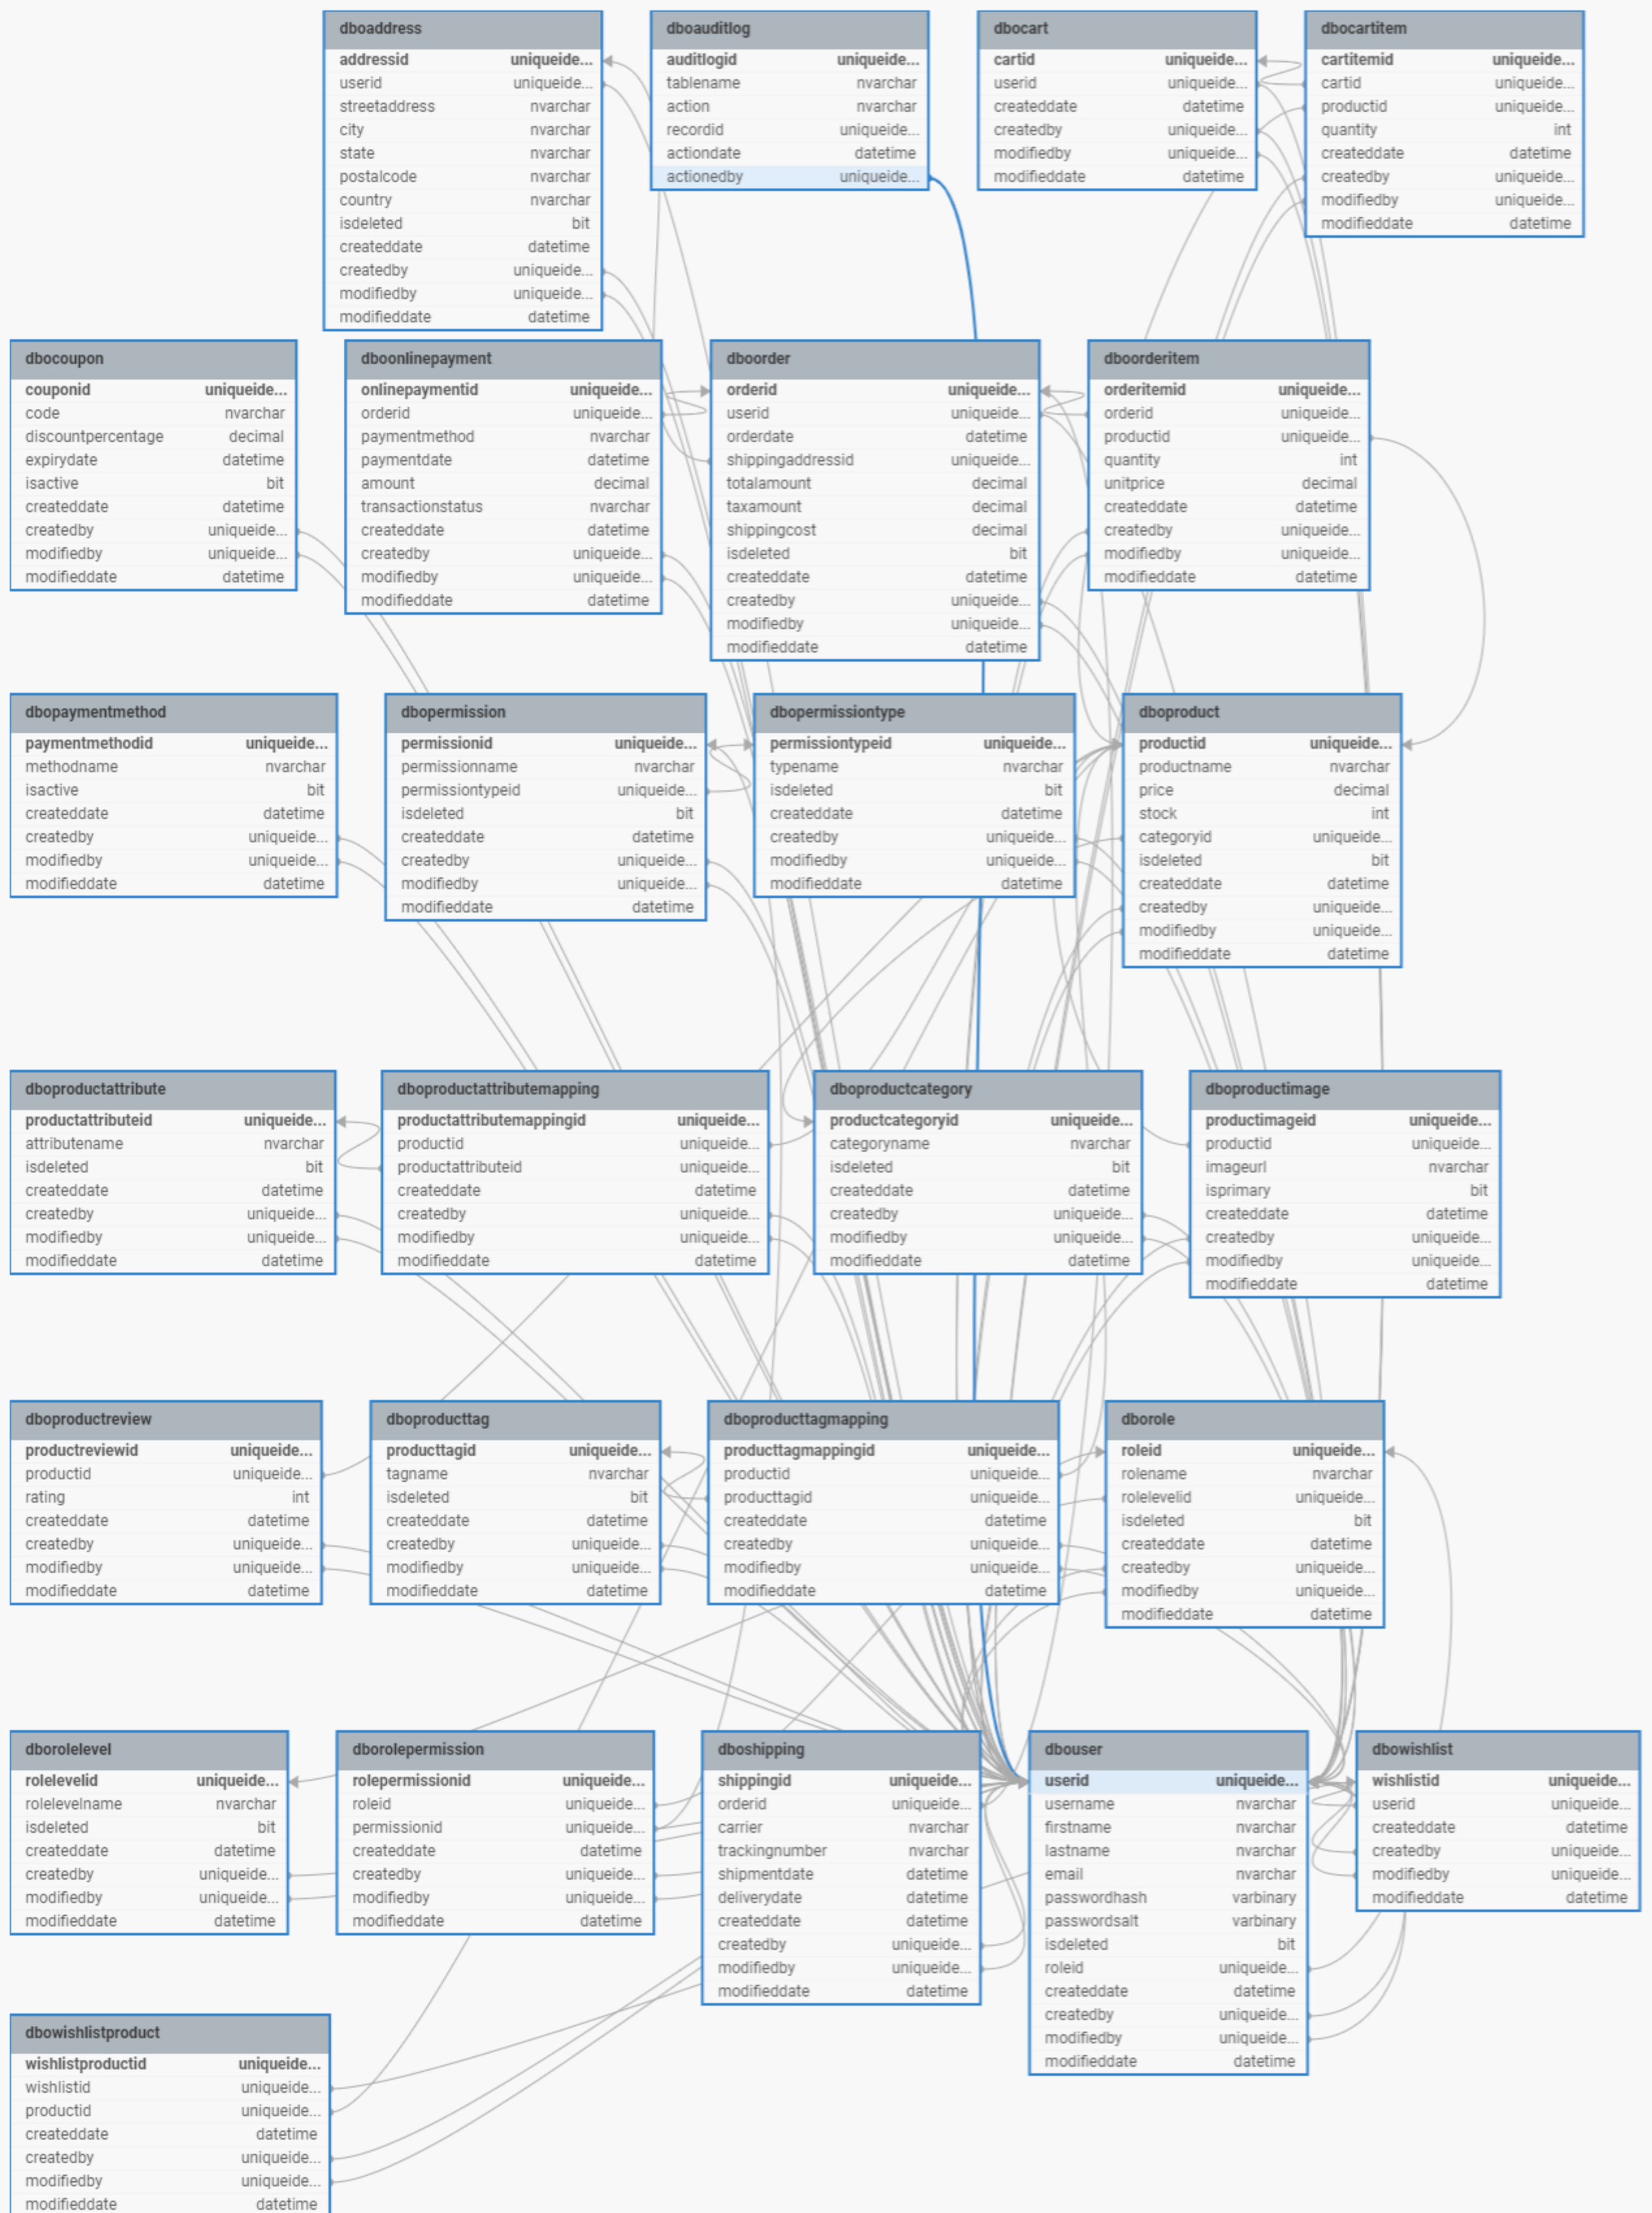 dboaddress
addressid uniqueide...
userid uniqueide...
streetaddress nvarchar
city nvarchar
state nvarchar
postalcode nvarchar
country nvarchar
isdeleted bit
createddate datetime
createdby uniqueide...
modifiedby uniqueide...
modifieddate datetime
dboauditlog
auditlogid uniqueide...
tablename nvarchar
action nvarchar
recordid uniqueide...
actiondate datetime
actionedby uniqueide...
dbocart
cartid uniqueide...
userid uniqueide...
createddate datetime
createdby uniqueide...
modifiedby uniqueide...
modifieddate datetime
dbocartitem
cartitemid uniqueide...
cartid uniqueide...
productid uniqueide...
quantity int
createddate datetime
createdby uniqueide...
modifiedby uniqueide...
modifieddate datetime
dbocoupon
couponid uniqueide...
code nvarchar
discountpercentage decimal
expirydate datetime
isactive bit
createddate datetime
createdby uniqueide...
modifiedby uniqueide...
modifieddate datetime
dboonlinepayment
onlinepaymentid uniqueide...
orderid uniqueide...
paymentmethod nvarchar
paymentdate datetime
amount decimal
transactionstatus nvarchar
createddate datetime
createdby uniqueide...
modifiedby uniqueide...
modifieddate datetime
dboorder
orderid uniqueide...
userid uniqueide...
orderdate datetime
shippingaddressid uniqueide...
totalamount decimal
taxamount decimal
shippingcost decimal
isdeleted bit
createddate datetime
createdby uniqueide...
modifiedby uniqueide...
modifieddate datetime
dboorderitem
orderitemid uniqueide...
orderid uniqueide...
productid uniqueide...
quantity int
unitprice decimal
createddate datetime
createdby uniqueide...
modifiedby uniqueide...
modifieddate datetime
dbopaymentmethod
paymentmethodid uniqueide...
methodname nvarchar
isactive bit
createddate datetime
createdby uniqueide...
modifiedby uniqueide...
modifieddate datetime
dbopermission
permissionid uniqueide...
permissionname nvarchar
permissiontypeid uniqueide...
isdeleted bit
createddate datetime
createdby uniqueide...
modifiedby uniqueide...
modifieddate datetime
dbopermissiontype
permissiontypeid uniqueide...
typename nvarchar
isdeleted bit
createddate datetime
createdby uniqueide...
modifiedby uniqueide...
modifieddate datetime
dboproduct
productid uniqueide...
productname nvarchar
price decimal
stock int
categoryid uniqueide...
isdeleted bit
createddate datetime
createdby uniqueide...
modifiedby uniqueide...
modifieddate datetime
dboproductattribute
productattributeid uniqueide...
attributename nvarchar
isdeleted bit
createddate datetime
createdby uniqueide...
modifiedby uniqueide...
modifieddate datetime
dboproductattributemapping
productattributemappingid uniqueide...
productid uniqueide...
productattributeid uniqueide...
createddate datetime
createdby uniqueide...
modifiedby uniqueide...
modifieddate datetime
dboproductcategory
productcategoryid uniqueide...
categoryname nvarchar
isdeleted bit
createddate datetime
createdby uniqueide...
modifiedby uniqueide...
modifieddate datetime
dboproductimage
productimageid uniqueide...
productid uniqueide...
imageurl nvarchar
isprimary bit
createddate datetime
createdby uniqueide...
modifiedby uniqueide...
modifieddate datetime
dboproductreview
productreviewid uniqueide...
productid uniqueide...
rating int
createddate datetime
createdby uniqueide...
modifiedby uniqueide...
modifieddate datetime
dboproducttag
producttagid uniqueide...
tagname nvarchar
isdeleted bit
createddate datetime
createdby uniqueide...
modifiedby uniqueide...
modifieddate datetime
dboproducttagmapping
producttagmappingid uniqueide...
productid uniqueide...
producttagid uniqueide...
createddate datetime
createdby uniqueide...
modifiedby uniqueide...
modifieddate datetime
dborole
roleid uniqueide...
rolename nvarchar
rolelevelid uniqueide...
isdeleted bit
createddate datetime
createdby uniqueide...
modifiedby uniqueide...
modifieddate datetime
dborolelevel
rolelevelid uniqueide...
rolelevelname nvarchar
isdeleted bit
createddate datetime
createdby uniqueide...
modifiedby uniqueide...
modifieddate datetime
dborolepermission
rolepermissionid uniqueide...
roleid uniqueide...
permissionid uniqueide...
createddate datetime
createdby uniqueide...
modifiedby uniqueide...
modifieddate datetime
dboshipping
shippingid uniqueide...
orderid uniqueide...
carrier nvarchar
trackingnumber nvarchar
shipmentdate datetime
deliverydate datetime
createddate datetime
createdby uniqueide...
modifiedby uniqueide...
modifieddate datetime
dbouser
userid uniqueide...
username nvarchar
firstname nvarchar
lastname nvarchar
email nvarchar
passwordhash varbinary
passwordsalt varbinary
isdeleted bit
roleid uniqueide...
createddate datetime
createdby uniqueide...
modifiedby uniqueide...
modifieddate datetime
dbowishlist
wishlistid uniqueide...
userid uniqueide...
createddate datetime
createdby uniqueide...
modifiedby uniqueide...
modifieddate datetime
dbowishlistproduct
wishlistproductid uniqueide...
wishlistid uniqueide...
productid uniqueide...
createddate datetime
createdby uniqueide...
modifiedby uniqueide...
modifieddate datetime